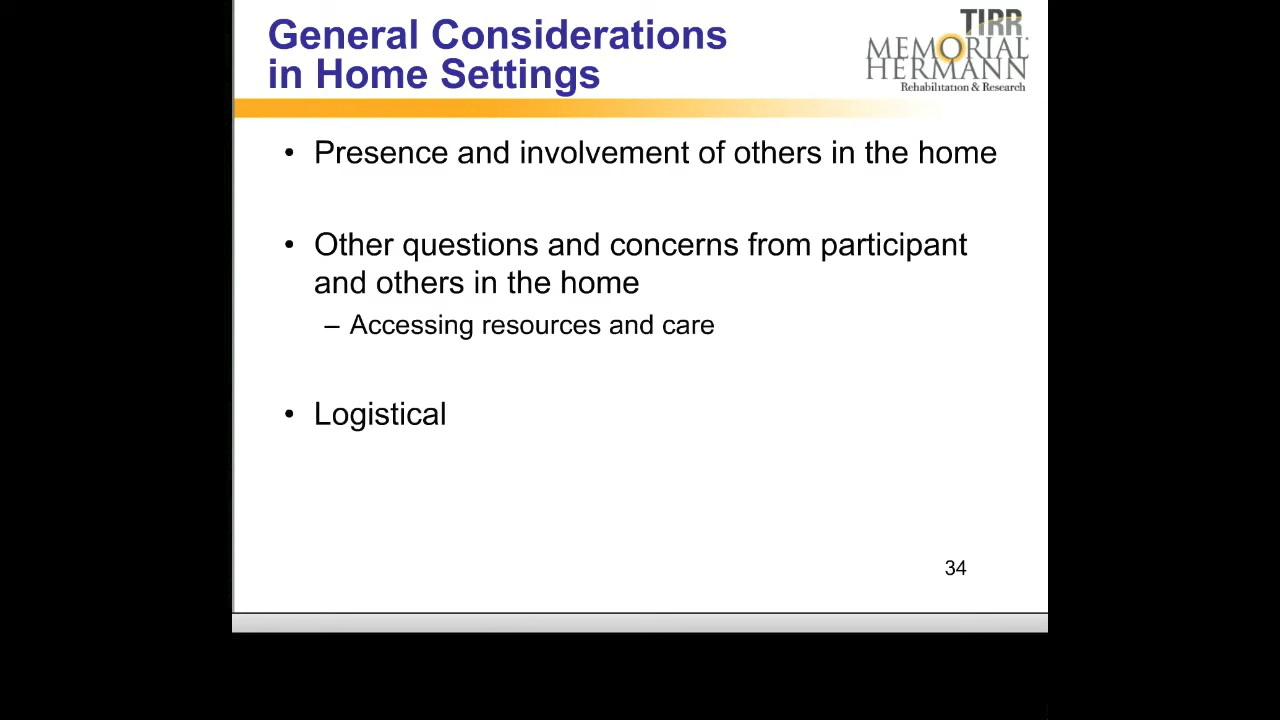 General Considerations
in Home Settings
TIRR
MEMORIAL
HERMANN
Rehabilitation & Research
• Presence and involvement of others in the home
• Other questions and concerns from participant
and others in the home
– Accessing resources and care
• Logistical
34